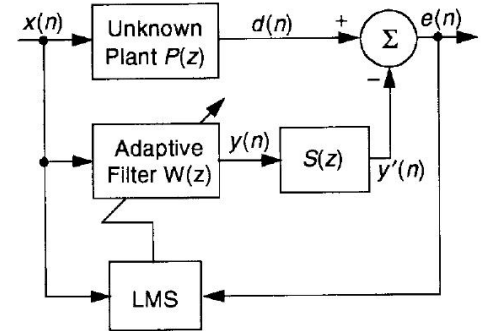 x(n)
Unknown
Plant P(z)
d(n)
+
Σ
e(n)
−
Adaptive
Filter W(z)
y(n)
S(z)
y′(n)
LMS